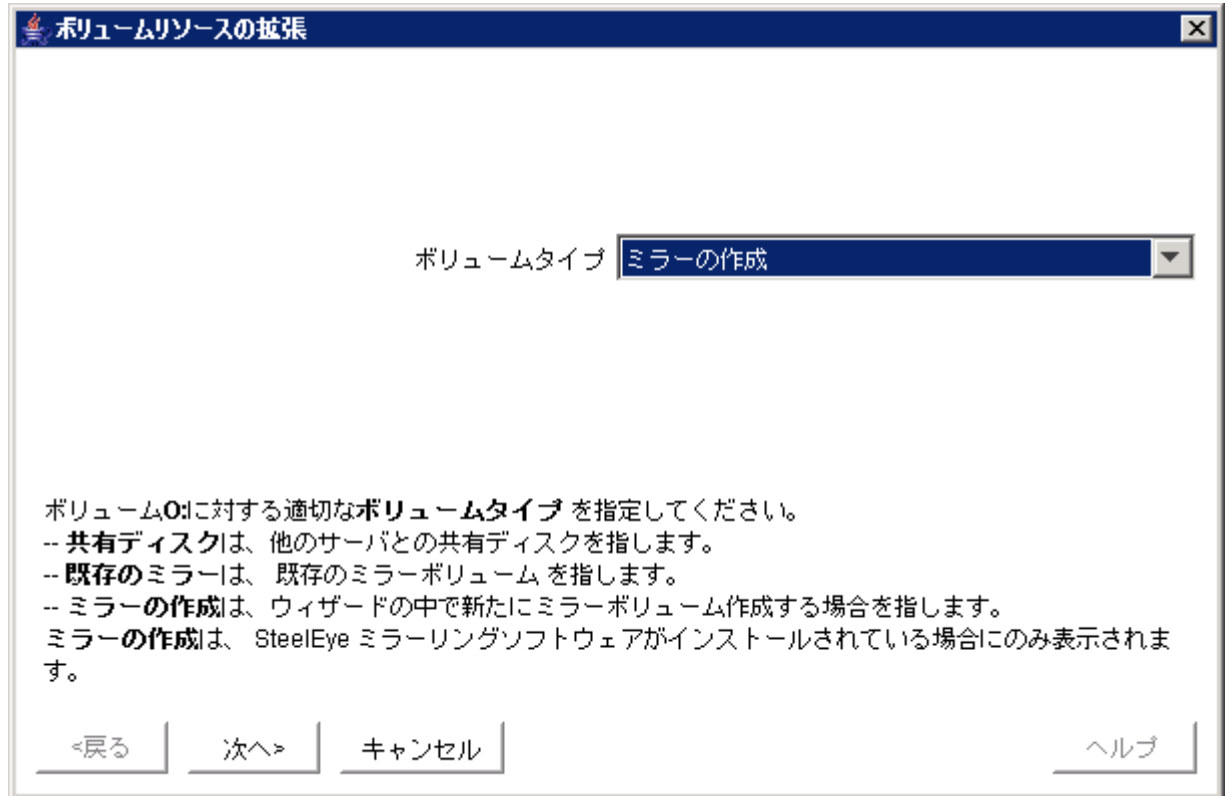 ボリュームリソースの拡張
ボリュームタイプ ミラーの作成
ボリュームO:に対する適切なボリュームタイプ を指定してください。
-- 共有ディスクは、他のサーバとの共有ディスクを指します。
-- 既存のミラーは、 既存のミラーボリューム を指します。
-- ミラーの作成は、ウィザードの中で新たにミラーボリューム作成する場合を指します。
ミラーの作成は、 SteelEye ミラーリングソフトウェアがインストールされている場合にのみ表示されま
す。
<戻る 次へ> キャンセル ヘルプ